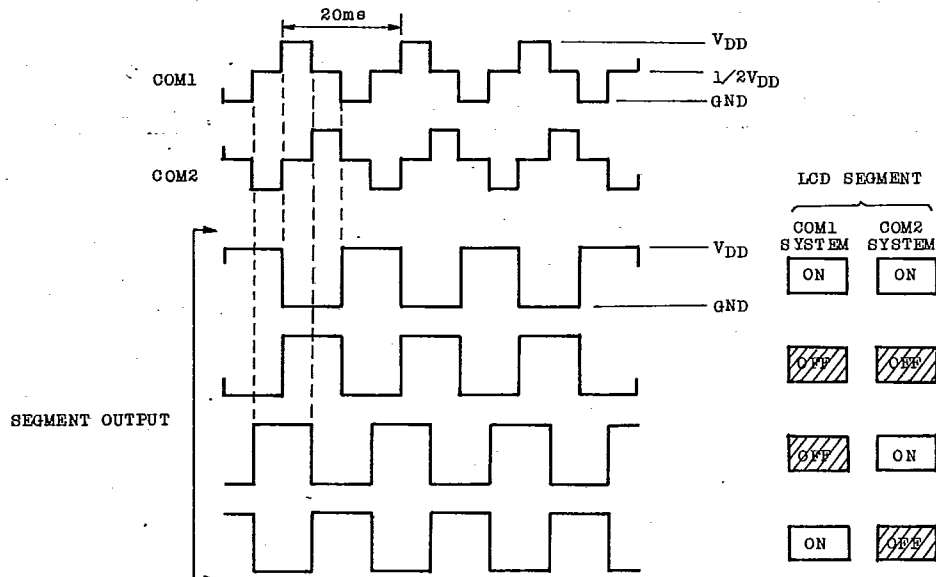 20ms
VDD
COM1
1/2VDD
GND
COM2
LCD SEGMENT
COM1 SYSTEM
COM2 SYSTEM
VDD
ON
ON
GND
OFF
OFF
SEGMENT OUTPUT
OFF
ON
ON
OFF